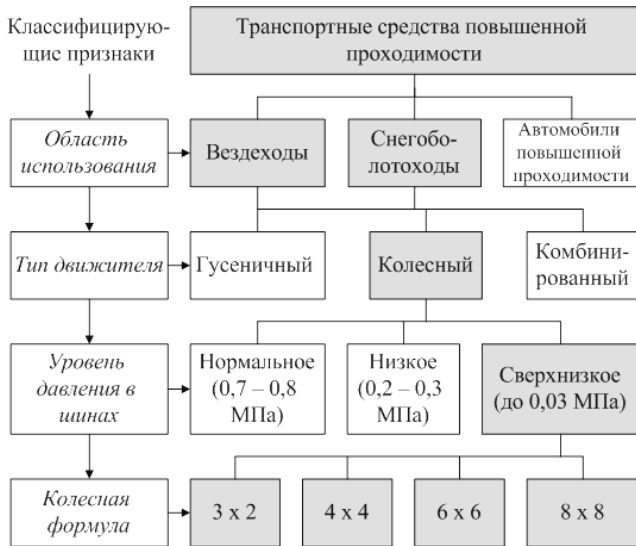 Классифицирую-
щие признаки
Транспортные средства повышенной
проходимости
Область
использования
Вездеходы
Снегобо-
лотоходы
Автомобили
повышенной
проходимости
Тип движителя
Гусеничный
Колесный
Комбини-
рованный
Уровень
давления в
шинах
Нормальное
(0,7 – 0,8
МПа)
Низкое
(0,2 – 0,3
МПа)
Сверхнизкое
(до 0,03 МПа)
Колесная
формула
3 x 2
4 x 4
6 x 6
8 x 8